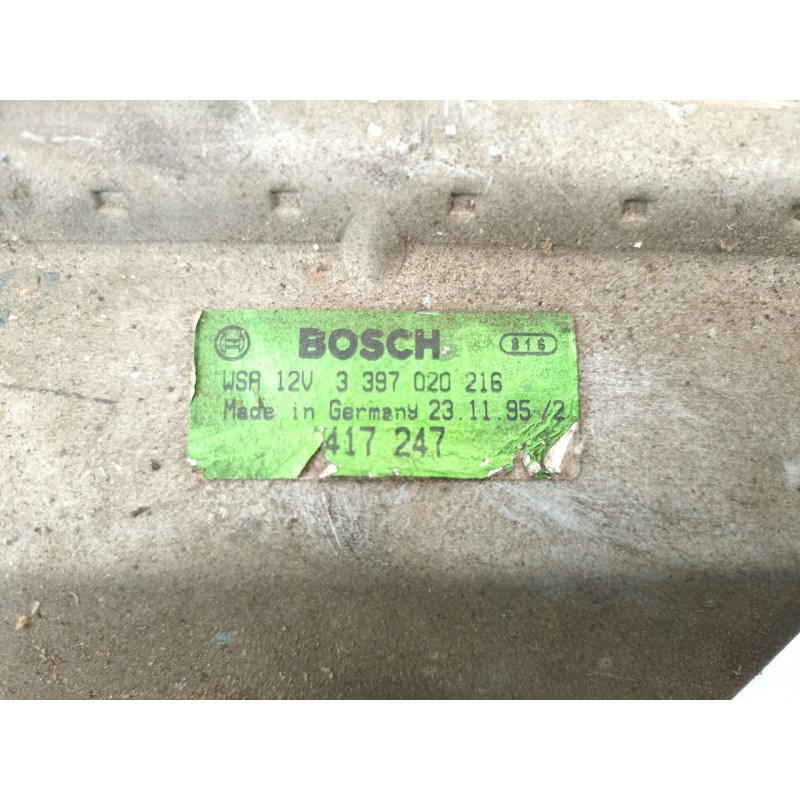 BOSCH 816
WSA 12V 3 397 020 216
Made in Germany 23.11.95/2
417 247